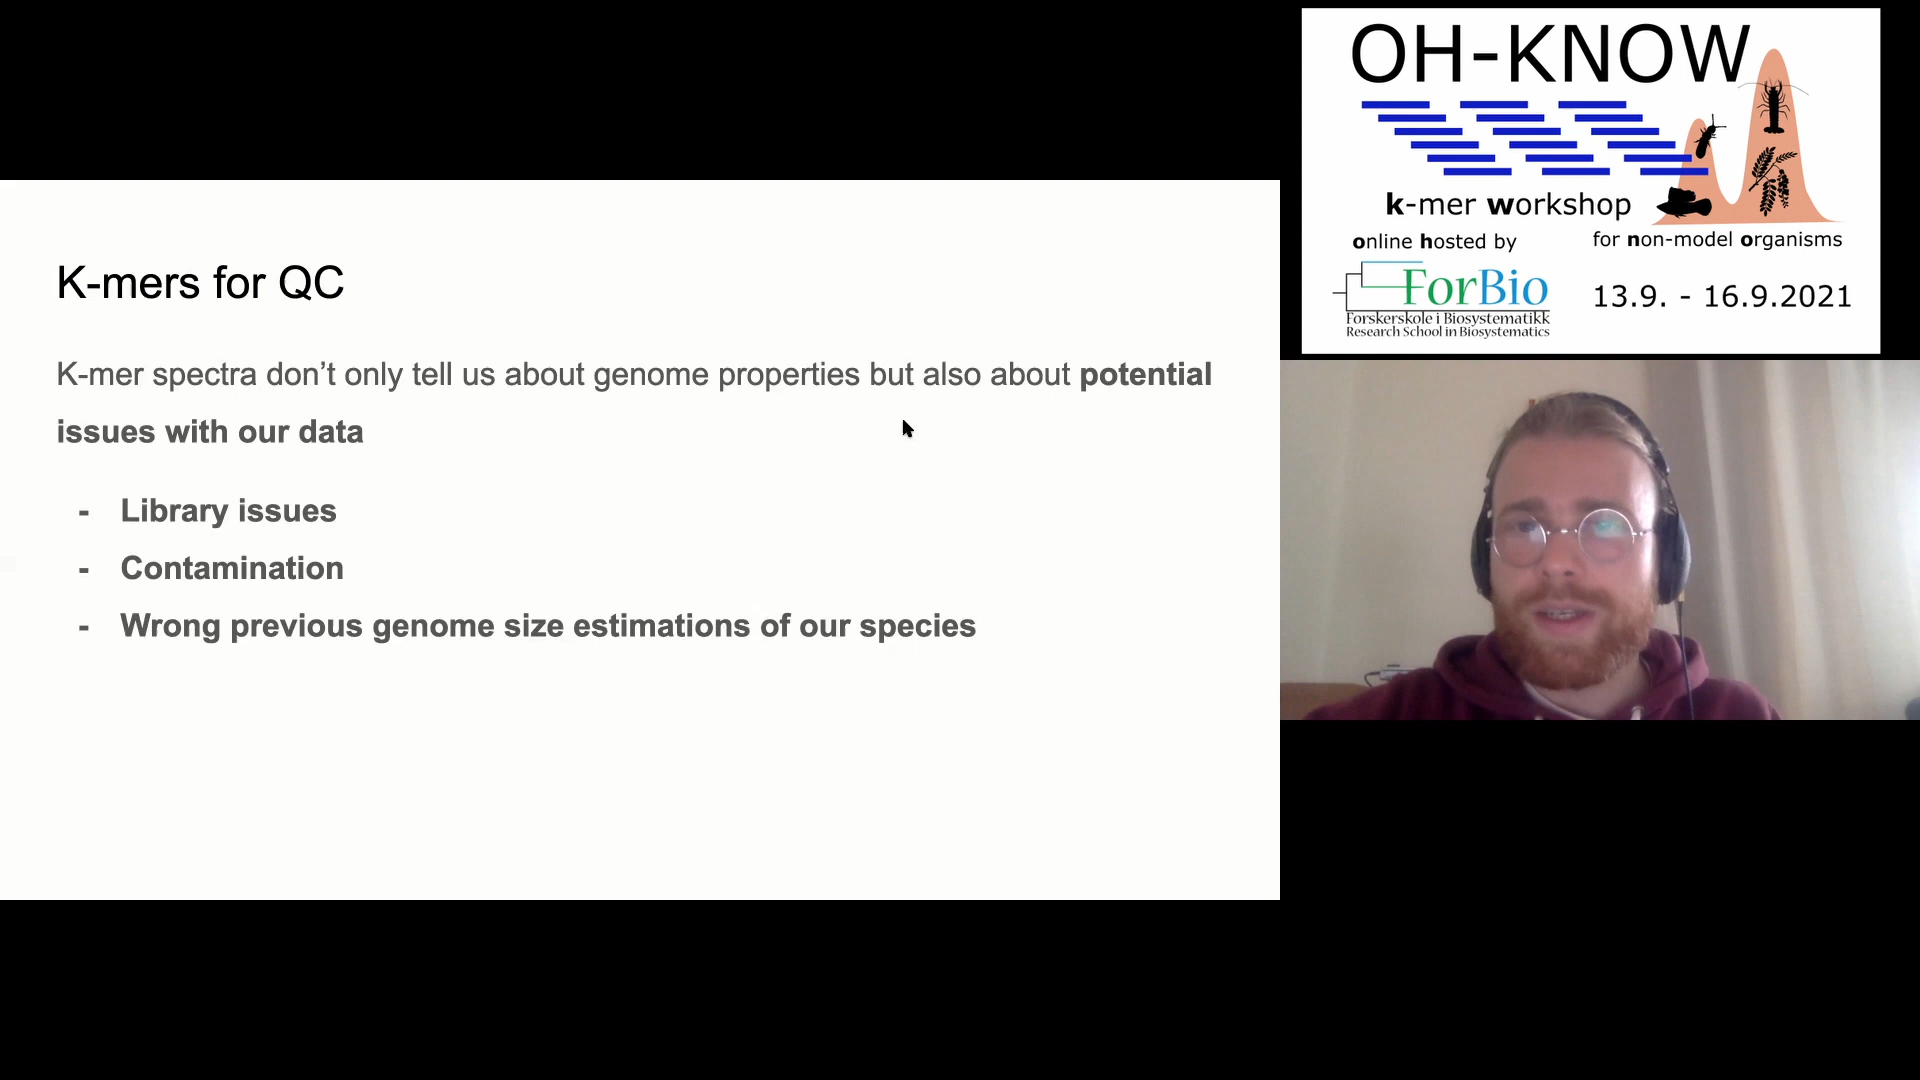 K-mers for QC
K-mer spectra don’t only tell us about genome properties but also about potential
issues with our data
- Library issues
- Contamination
- Wrong previous genome size estimations of our species
OH-KNOW
k-mer workshop
online hosted by
for non-model organisms
ForBio
Forskerskole i Biosystematikk
Research School in Biosystematics
13.9. - 16.9.2021